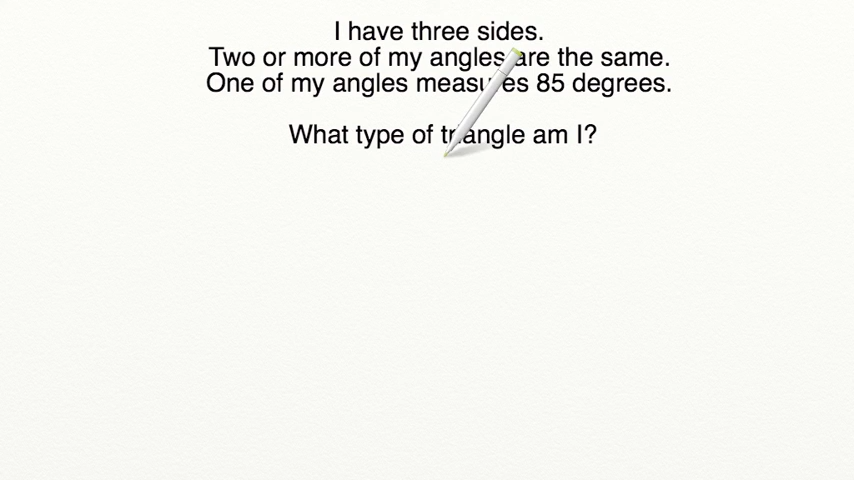 I have three sides.
Two or more of my angles are the same.
One of my angles measures 85 degrees.
What type of triangle am I?